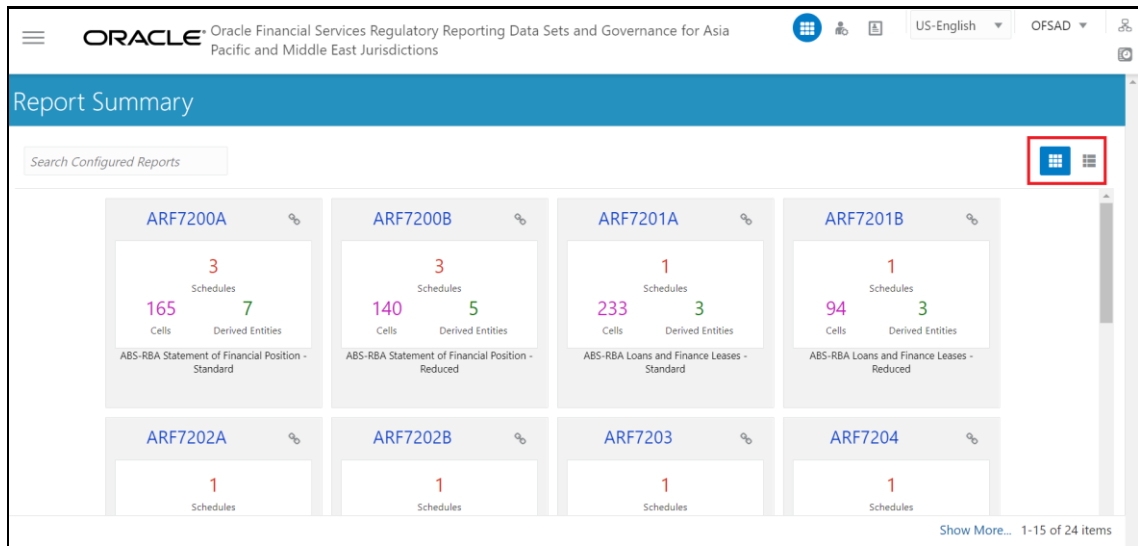 ORACLE® Oracle Financial Services Regulatory Reporting Data Sets and Governance for Asia
Pacific and Middle East Jurisdictions
US-English
OFSAD
Report Summary
Search Configured Reports
ARF7200A
3
Schedules
165 7
Cells Derived Entities
ABS-RBA Statement of Financial Position -
Standard
ARF7200B
3
Schedules
140 5
Cells Derived Entities
ABS-RBA Statement of Financial Position -
Reduced
ARF7201A
1
Schedules
233 3
Cells Derived Entities
ABS-RBA Loans and Finance Leases -
Standard
ARF7201B
1
Schedules
94 3
Cells Derived Entities
ABS-RBA Loans and Finance Leases -
Reduced
ARF7202A
1
Schedules
ARF7202B
1
Schedules
ARF7203
1
Schedules
ARF7204
1
Schedules
Show More... 1-15 of 24 items